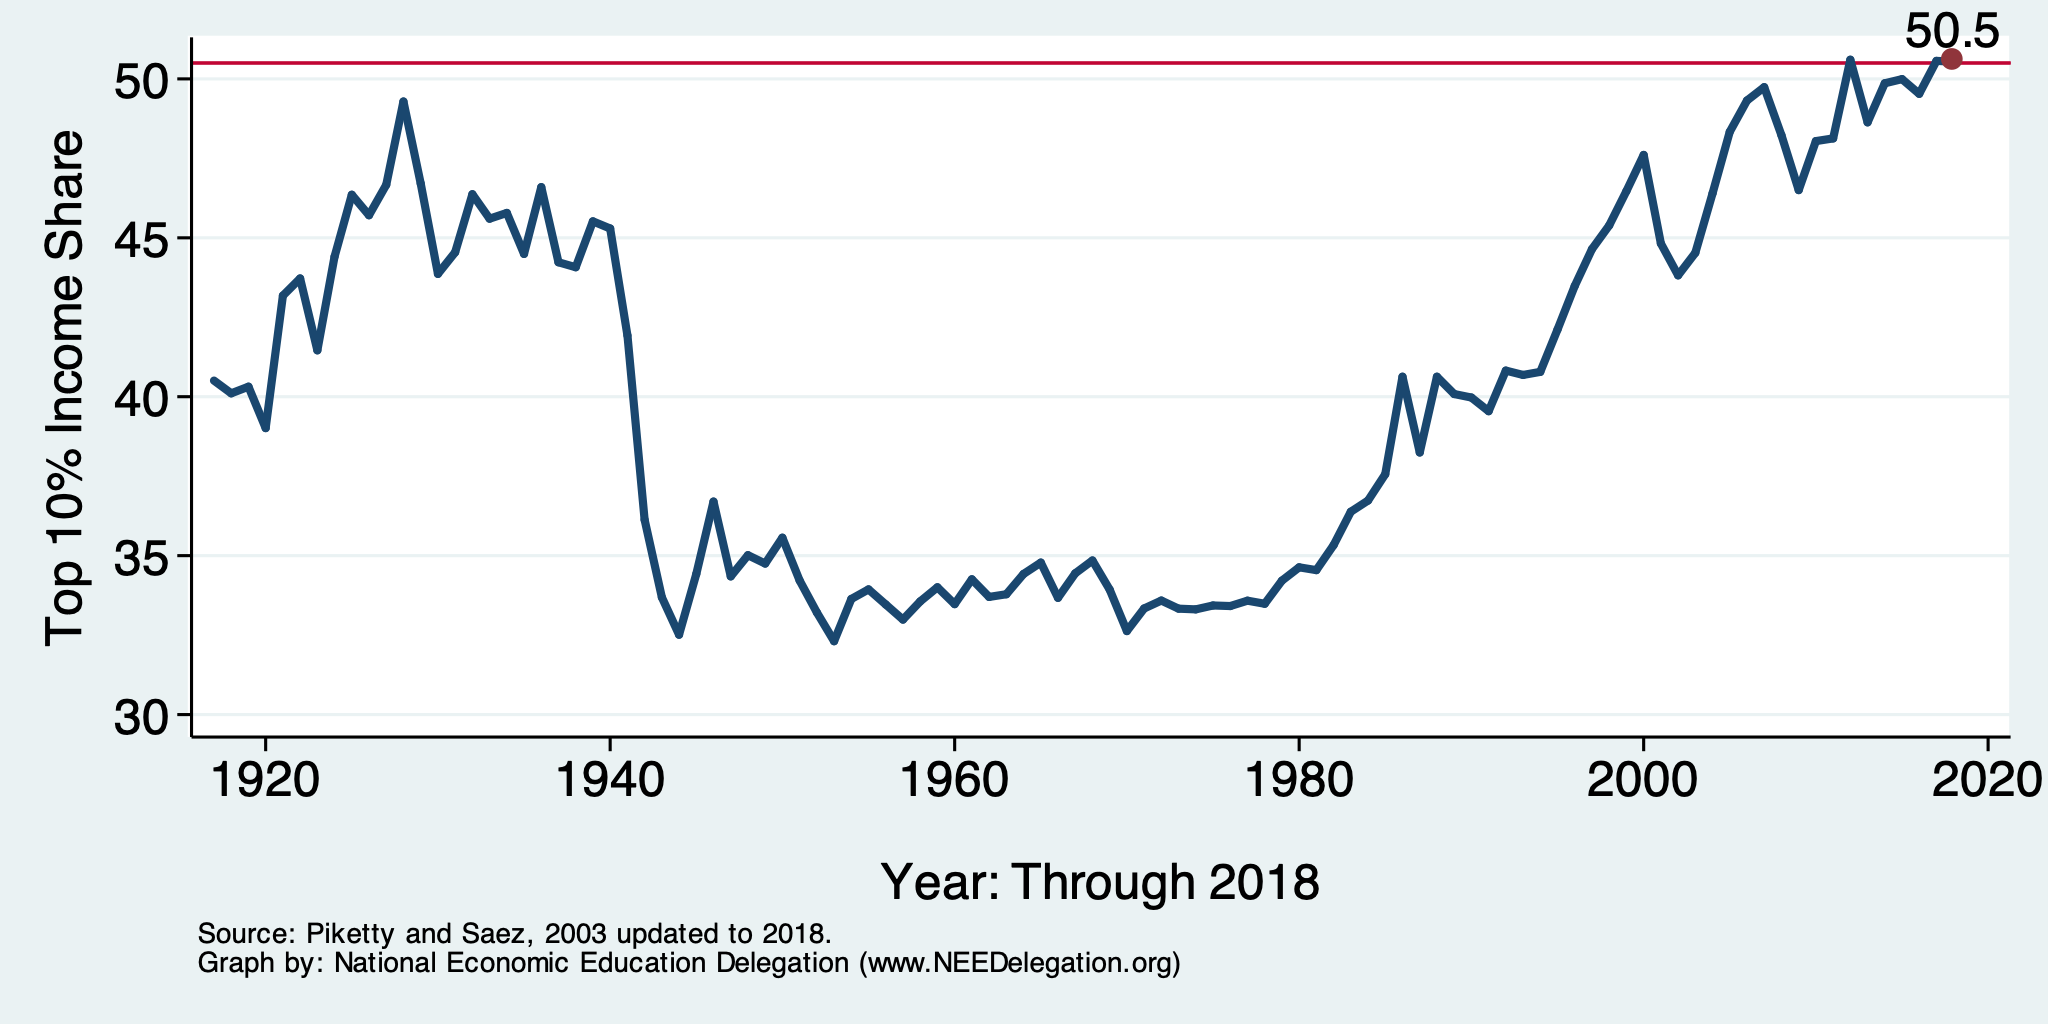 50.5
50
45
40
35
30
Top 10% Income Share
1920 1940 1960 1980 2000 2020
Year: Through 2018
Source: Piketty and Saez, 2003 updated to 2018.
Graph by: National Economic Education Delegation (www.NEEDelegation.org)